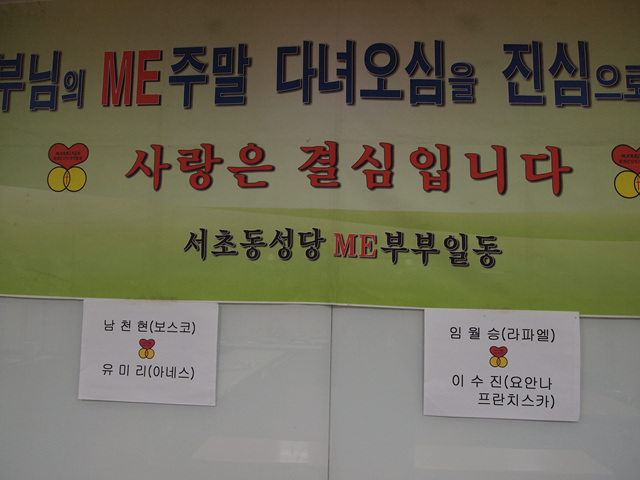 부님의 ME주말 다녀오심을 진심으로
사랑은 결심입니다
서초동성당 ME부부일동
남 천 현(보스코)
유 미 리(아네스)
임 월 승(라파엘)
이 수 진(요안나
프란치스카)